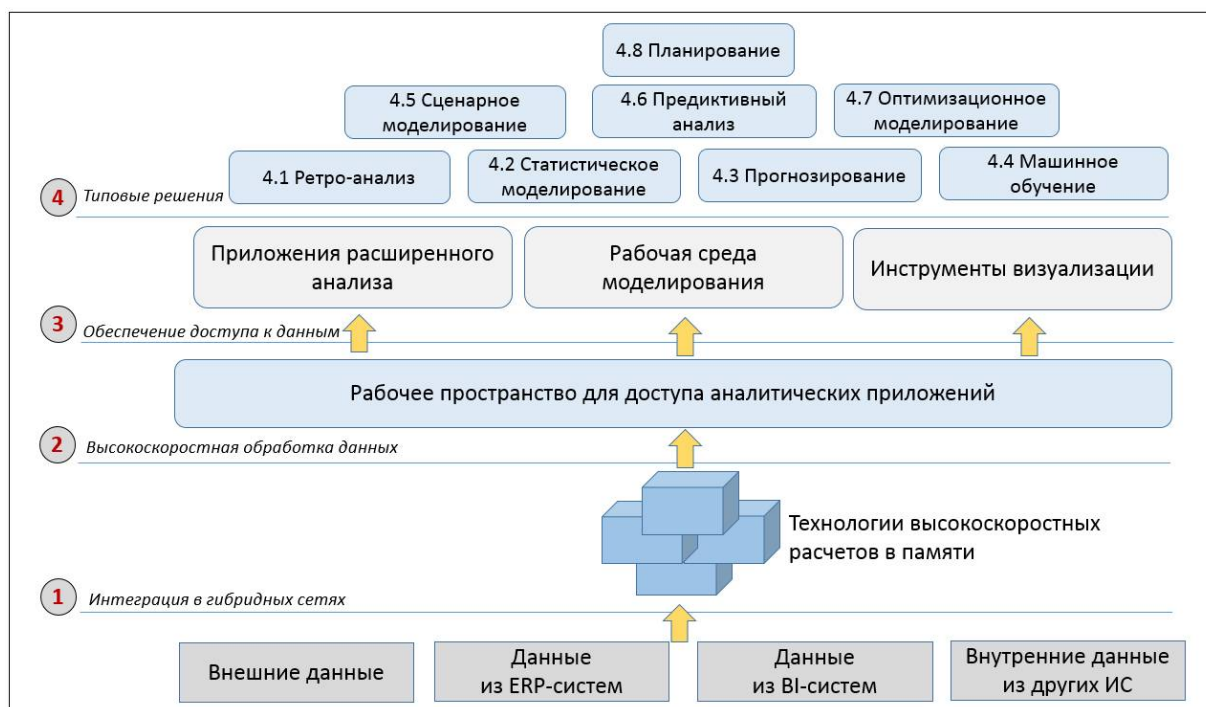 4.8 Планирование
4.5 Сценарное
моделирование
4.6 Предиктивный
анализ
4.7 Оптимизационное
моделирование
4.1 Ретро-анализ
4.2 Статистическое
моделирование
4.3 Прогнозирование
4.4 Машинное
обучение
4 Типовые решения
Приложения расширенного
анализа
Рабочая среда
моделирования
Инструменты визуализации
3 Обеспечение доступа к данным
Рабочее пространство для доступа аналитических приложений
2 Высокоскоростная обработка данных
Технологии высокоскоростных
расчетов в памяти
1 Интеграция в гибридных сетях
Внешние данные
Данные
из ERP-систем
Данные
из BI-систем
Внутренние данные
из других ИС